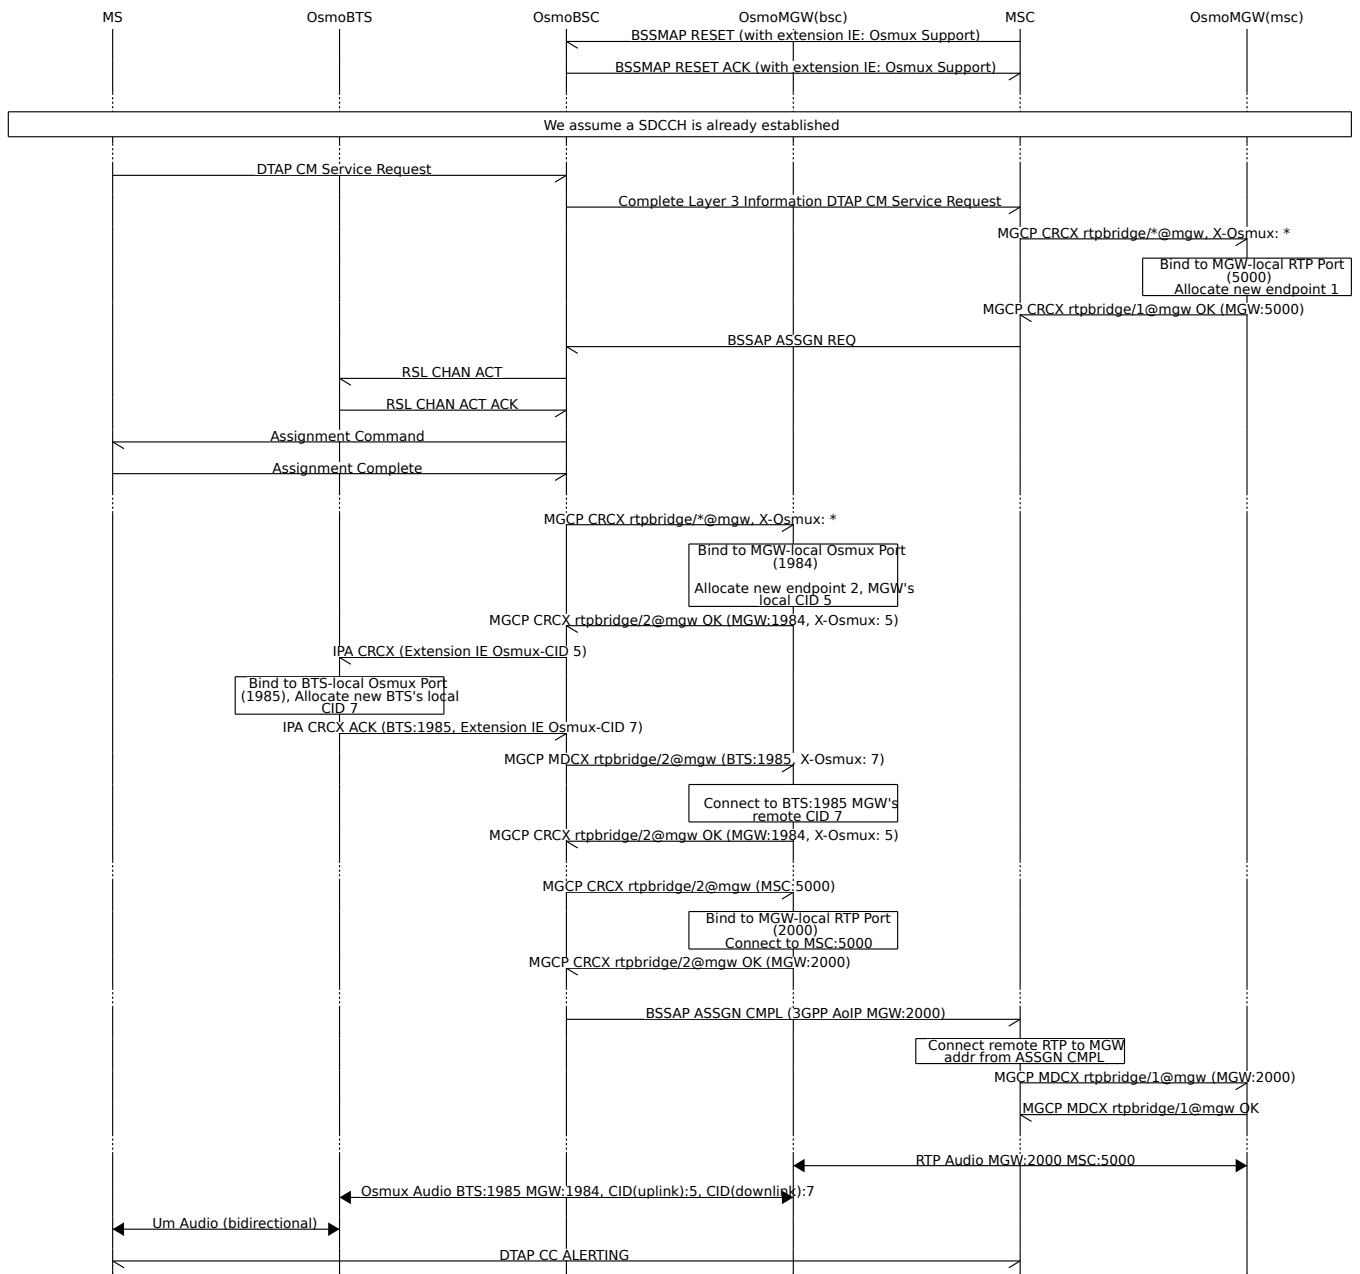 MS OsmoBTS OsmoBSC OsmoMGW(bsc) MSC OsmoMGW(msc)
BSSMAP RESET (with extension IE: Osmux Support)
BSSMAP RESET ACK (with extension IE: Osmux Support)
We assume a SDCCH is already established
DTAP CM Service Request
Complete Layer 3 Information DTAP CM Service Request
MGCP CRCX rtpbridge/*@mgw, X-Osmux: *
Bind to MGW-local RTP Port
(5000)
Allocate new endpoint 1
MGCP CRCX rtpbridge/1@mgw OK (MGW:5000)
BSSAP ASSGN REQ
RSL CHAN ACT
RSL CHAN ACT ACK
Assignment Command
Assignment Complete
MGCP CRCX rtpbridge/*@mgw, X-Osmux: *
Bind to MGW-local Osmux Port
(1984)
Allocate new endpoint 2, MGW's
local CID 5
MGCP CRCX rtpbridge/2@mgw OK (MGW:1984, X-Osmux: 5)
IPA CRCX (Extension IE Osmux-CID 5)
Bind to BTS-local Osmux Port
(1985), Allocate new BTS's local
CID 7
IPA CRCX ACK (BTS:1985, Extension IE Osmux-CID 7)
MGCP MDCX rtpbridge/2@mgw (BTS:1985, X-Osmux: 7)
Connect to BTS:1985 MGW's
remote CID 7
MGCP CRCX rtpbridge/2@mgw OK (MGW:1984, X-Osmux: 5)
MGCP CRCX rtpbridge/2@mgw (MSC:5000)
Bind to MGW-local RTP Port
(2000)
Connect to MSC:5000
MGCP CRCX rtpbridge/2@mgw OK (MGW:2000)
BSSAP ASSGN CMPL (3GPP AoIP MGW:2000)
Connect remote RTP to MGW
addr from ASSGN CMPL
MGCP MDCX rtpbridge/1@mgw (MGW:2000)
MGCP MDCX rtpbridge/1@mgw OK
RTP Audio MGW:2000 MSC:5000
Osmux Audio BTS:1985 MGW:1984, CID(uplink):5, CID(downlink):7
Um Audio (bidirectional)
DTAP CC ALERTING